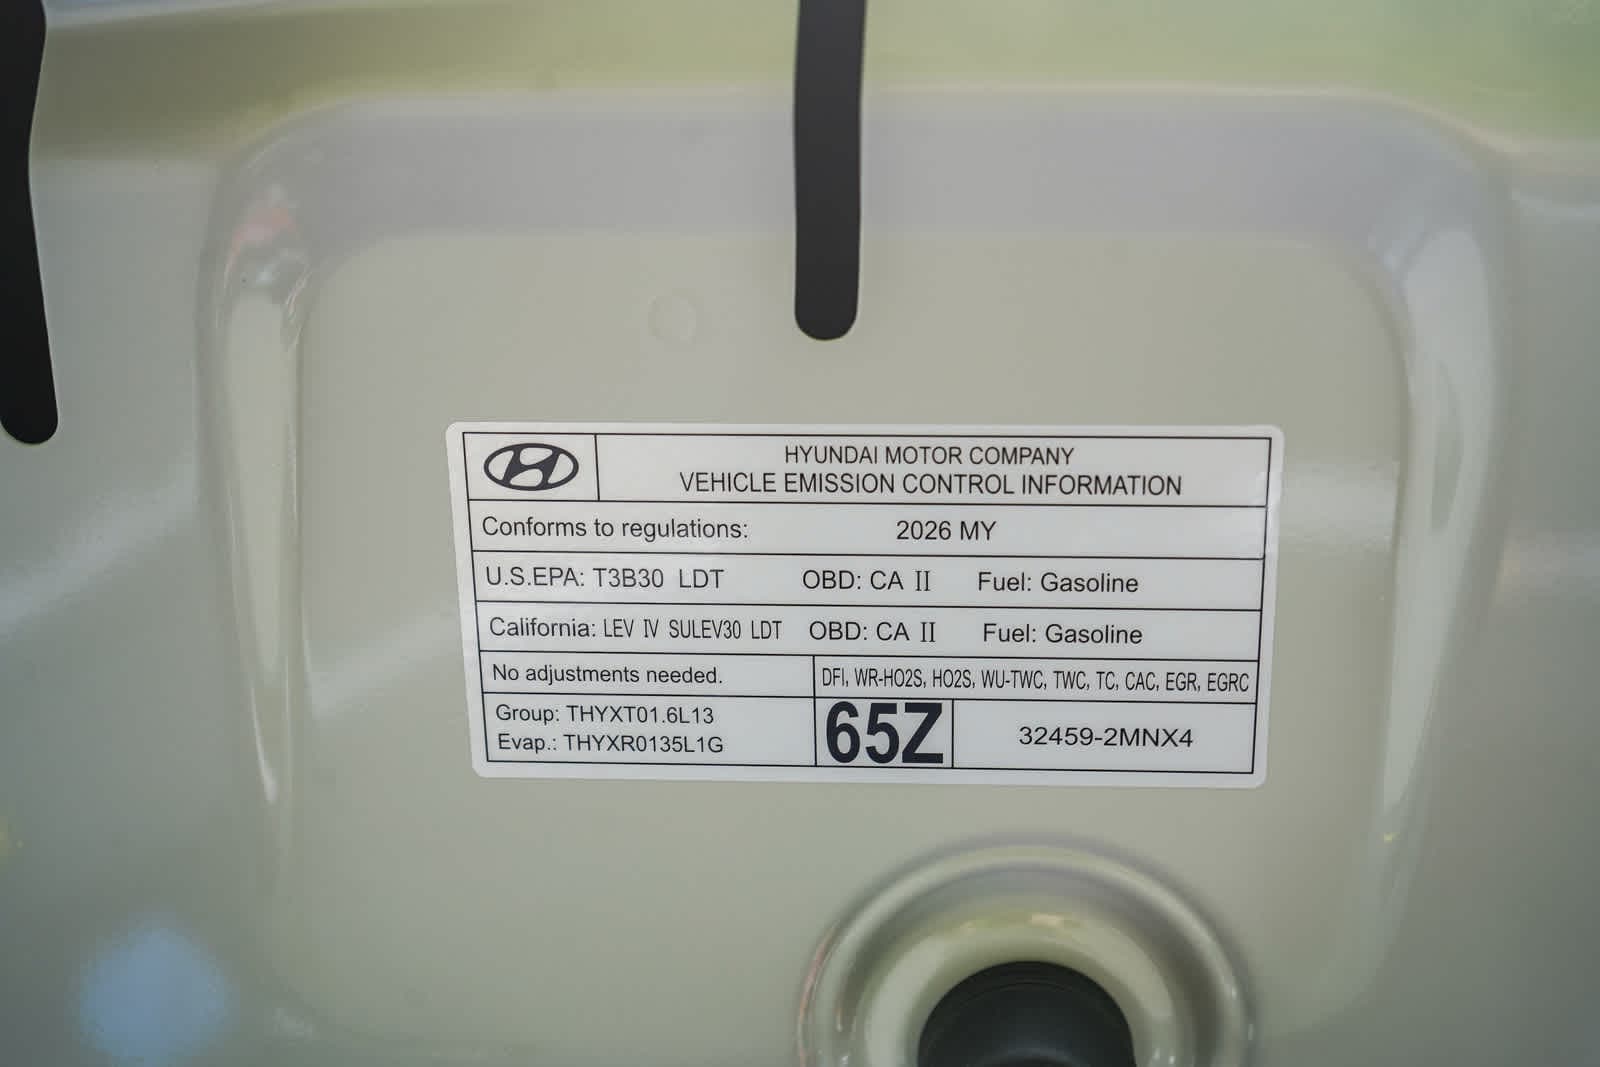 HYUNDAI MOTOR COMPANY
VEHICLE EMISSION CONTROL INFORMATION
Conforms to regulations: 2026 MY
U.S.EPA: T3B30 LDT OBD: CA II Fuel: Gasoline
California: LEV IV SULEV30 LDT OBD: CA II Fuel: Gasoline
No adjustments needed. DFI, WR-HO2S, HO2S, WU-TWC, TWC, TC, CAC, EGR, EGRC
Group: THYXT01.6L13
Evap.: THYXR0135L1G
65Z
32459-2MNX4